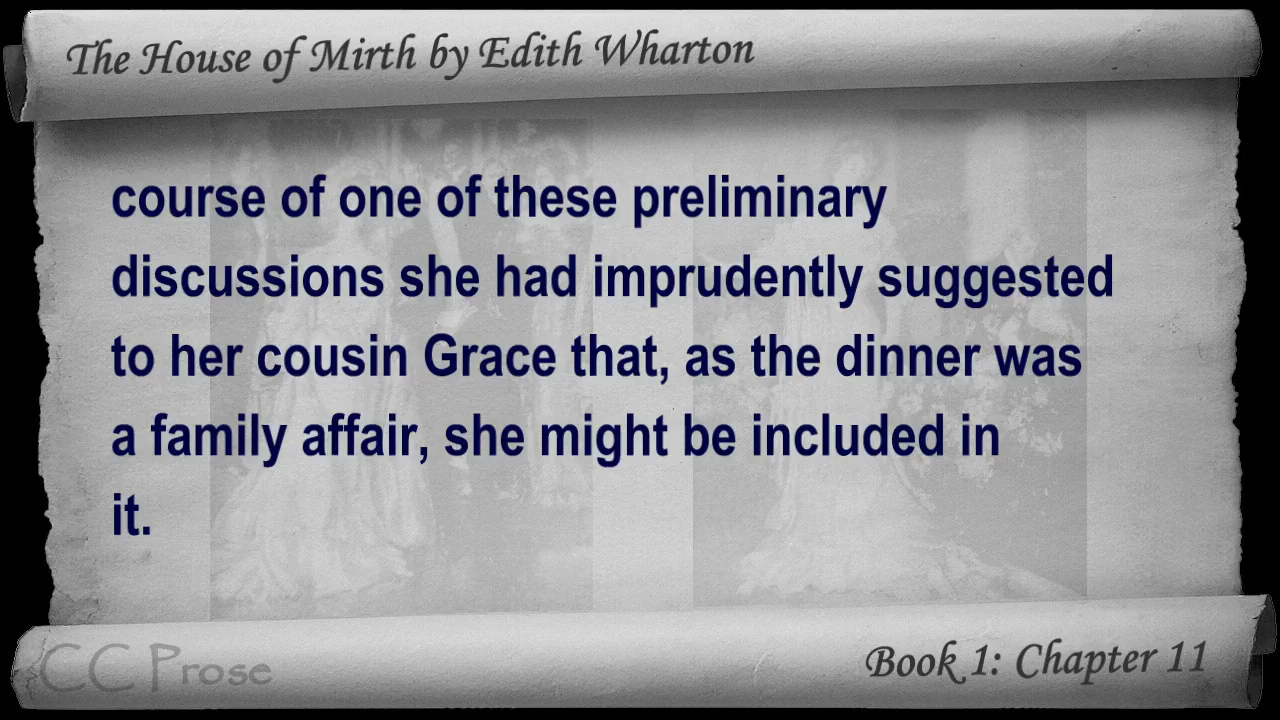 The House of Mirth by Edith Wharton
course of one of these preliminary
discussions she had imprudently suggested
to her cousin Grace that, as the dinner was
a family affair, she might be included in
it.
CC Prose
Book 1: Chapter 11